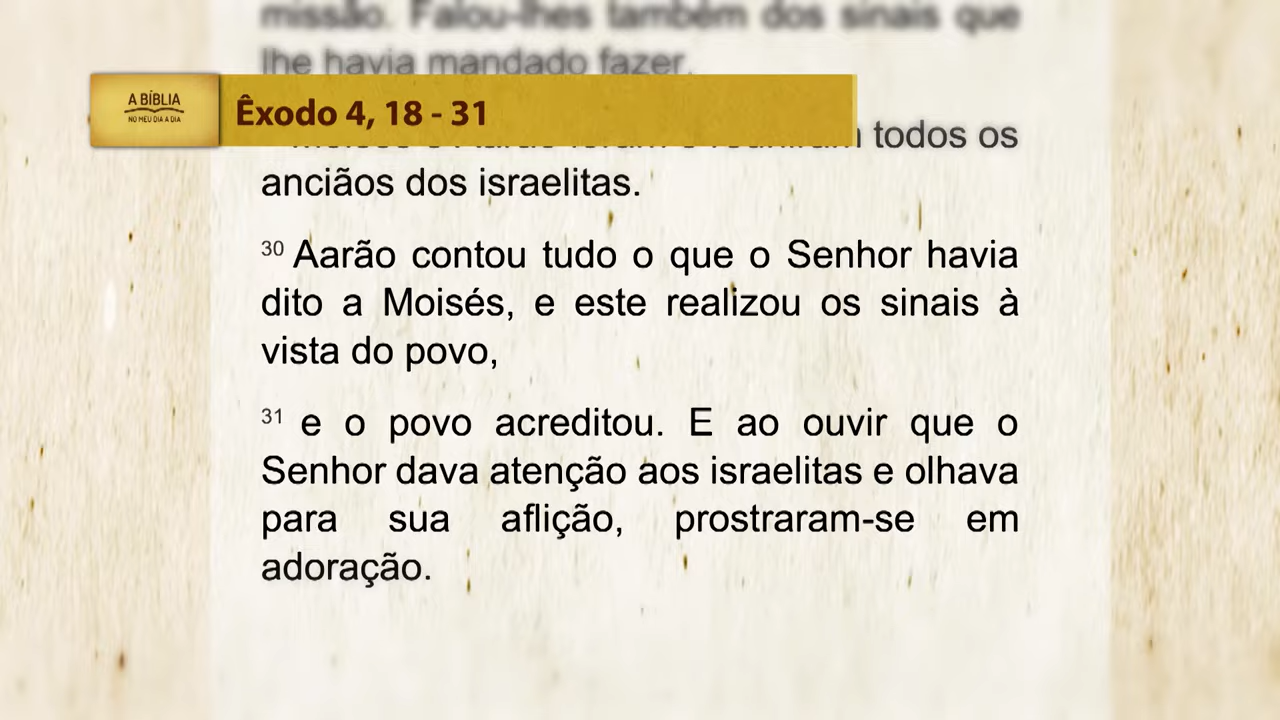 missão. Falou-lhes também dos sinais que
lhe havia mandado fazer.
A BÍBLIA
NO MEU DIA A DIA
Êxodo 4, 18 - 31
todos os
anciãos dos israelitas.
30 Aarão contou tudo o que o Senhor havia
dito a Moisés, e este realizou os sinais à
vista do povo,
31 e o povo acreditou. E ao ouvir que o
Senhor dava atenção aos israelitas e olhava
para sua aflição, prostraram-se em
adoração.